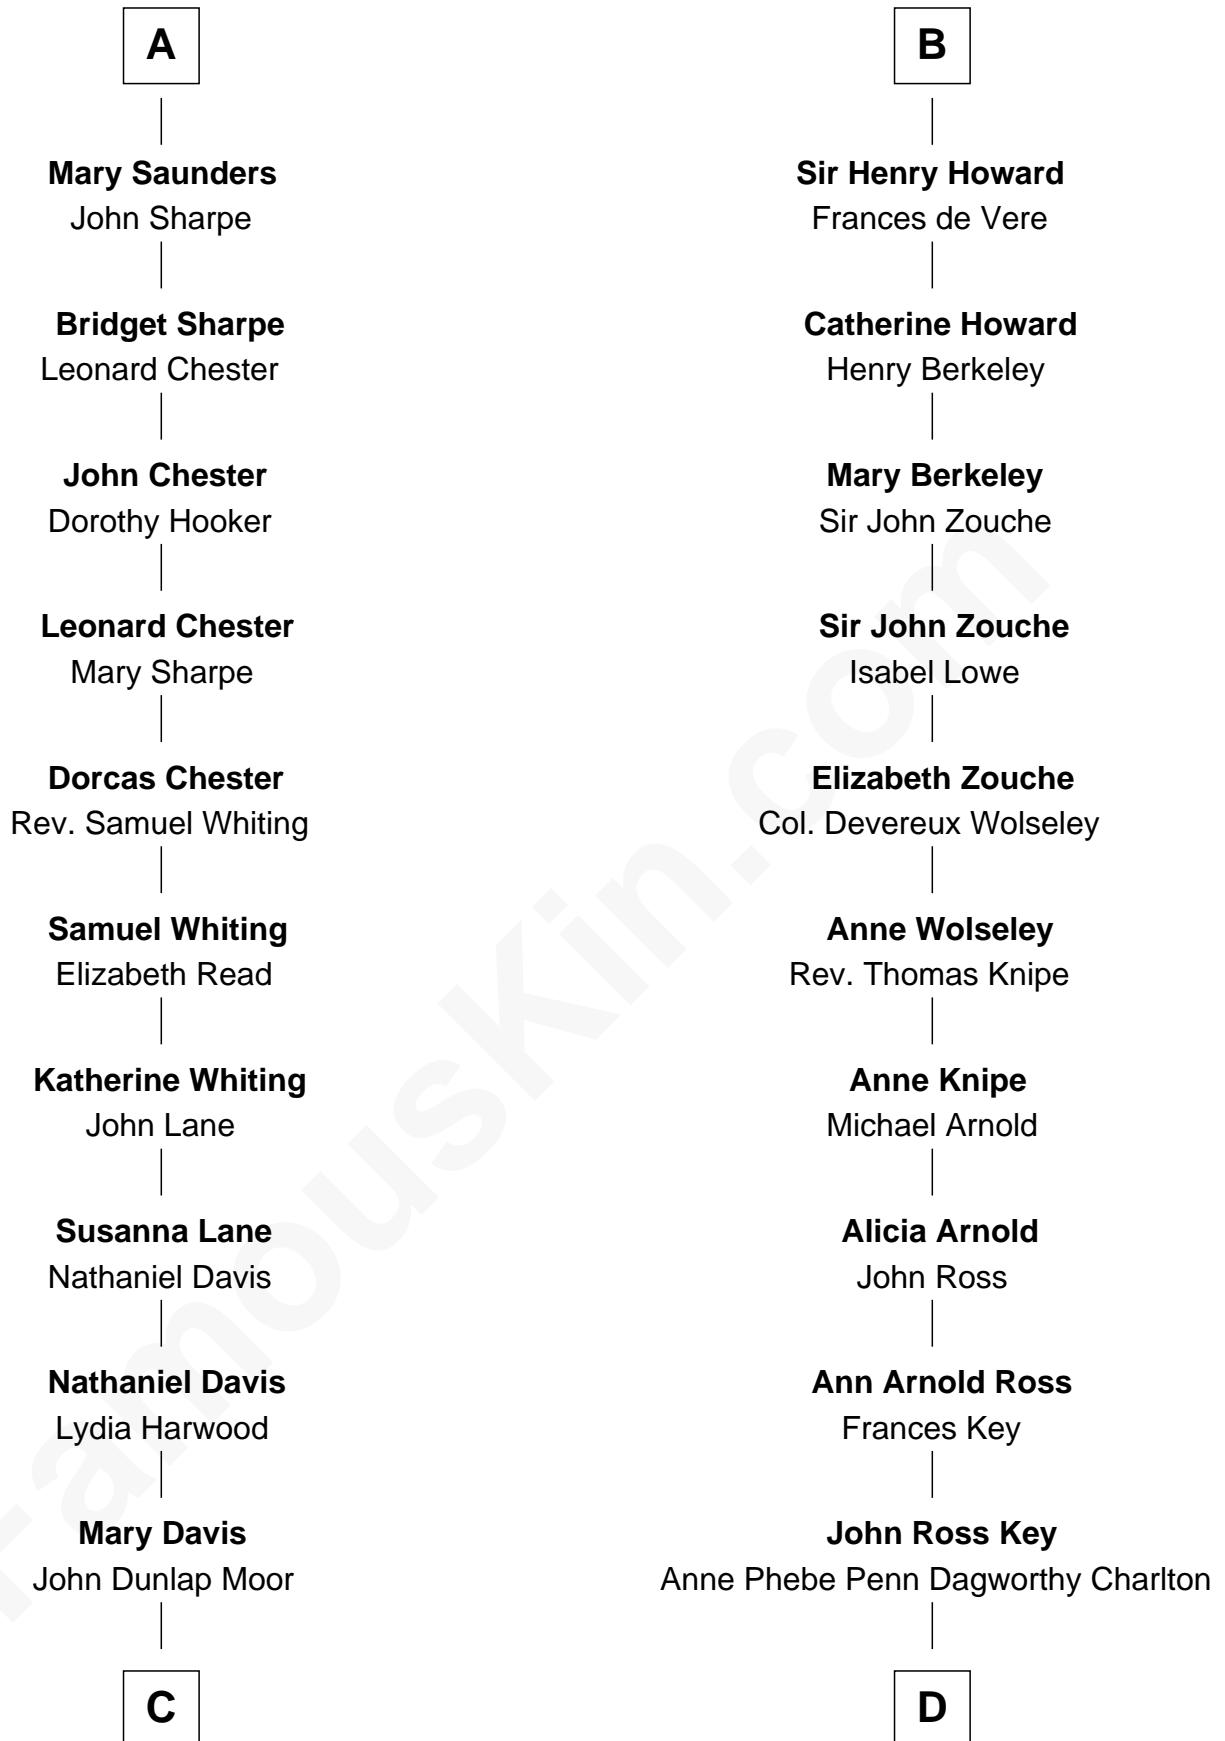 A
Mary Saunders
John Sharpe
Bridget Sharpe
Leonard Chester
John Chester
Dorothy Hooker
Leonard Chester
Mary Sharpe
Dorcas Chester
Rev. Samuel Whiting
Samuel Whiting
Elizabeth Read
Katherine Whiting
John Lane
Susanna Lane
Nathaniel Davis
Nathaniel Davis
Lydia Harwood
Mary Davis
John Dunlap Moor
C
B
Sir Henry Howard
Frances de Vere
Catherine Howard
Henry Berkeley
Mary Berkeley
Sir John Zouche
Sir John Zouche
Isabel Lowe
Elizabeth Zouche
Col. Devereux Wolseley
Anne Wolseley
Rev. Thomas Knipe
Anne Knipe
Michael Arnold
Alicia Arnold
John Ross
Ann Arnold Ross
Frances Key
John Ross Key
Anne Phebe Penn Dagworthy Charlton
D
FamousKin.com